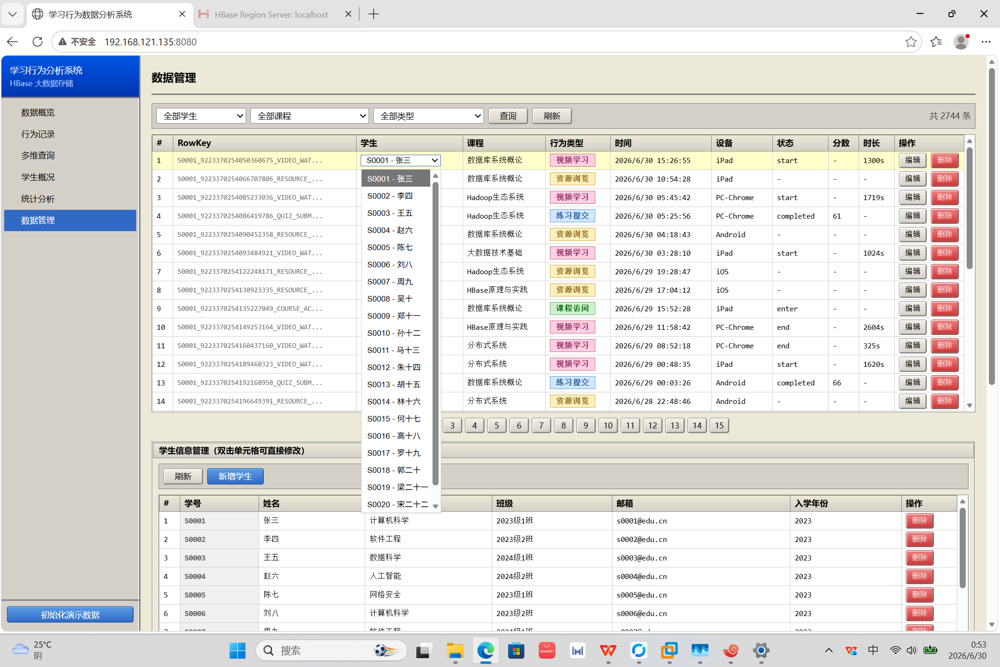 学习行为数据分析系统
HBase Region Server: localhost
不安全 192.168.121.135:8080
学习行为分析系统
HBase 大数据存储
数据概览
行为记录
多维查询
学生概况
统计分析
数据管理
初始化演示数据
数据管理
全部学生 全部课程 全部类型 查询 刷新 共 2744 条
# RowKey 学生 课程 行为类型 时间 设备 状态 分数 时长 操作
1 S0001_9223370254050360675_VIDEO_WAT... S0001 - 张三 数据库系统概论 视频学习 2026/6/30 15:26:55 iPad start - 1300s 编辑 删除
2 S0001_9223370254066707806_RESOURCE_... 数据库系统概论 资源浏览 2026/6/30 10:54:28 iPad - - - 编辑 删除
3 S0001_9223370254085233036_VIDEO_WAT... Hadoop生态系统 视频学习 2026/6/30 05:45:42 PC-Chrome start - 1719s 编辑 删除
4 S0001_9223370254086419786_QUIZ_SUBM... Hadoop生态系统 练习提交 2026/6/30 05:25:56 PC-Chrome completed 61 - 编辑 删除
5 S0001_9223370254090452358_RESOURCE_... 数据库系统概论 资源浏览 2026/6/30 04:18:43 Android - - - 编辑 删除
6 S0001_9223370254093484921_VIDEO_WAT... 大数据技术基础 视频学习 2026/6/30 03:28:10 iPad start - 1024s 编辑 删除
7 S0001_9223370254122248171_RESOURCE_... Hadoop生态系统 资源浏览 2026/6/29 19:28:47 iOS - - - 编辑 删除
8 S0001_9223370254130923335_RESOURCE_... HBase原理与实践 资源浏览 2026/6/29 17:04:12 iOS - - - 编辑 删除
9 S0001_9223370254135227049_COURSE_AC... 数据库系统概论 课程访问 2026/6/29 15:52:28 iPad enter - - 编辑 删除
10 S0001_9223370254149253164_VIDEO_WAT... HBase原理与实践 视频学习 2026/6/29 11:58:42 PC-Chrome end - 2604s 编辑 删除
11 S0001_9223370254160437160_VIDEO_WAT... 分布式系统 视频学习 2026/6/29 08:52:18 PC-Chrome end - 325s 编辑 删除
12 S0001_9223370254189460323_VIDEO_WAT... 分布式系统 视频学习 2026/6/29 00:48:35 iPad start - 1620s 编辑 删除
13 S0001_9223370254192168958_QUIZ_SUBM... 数据库系统概论 练习提交 2026/6/29 00:03:26 Android completed 66 - 编辑 删除
14 S0001_9223370254196649391_RESOURCE_... 分布式系统 资源浏览 2026/6/28 22:48:46 Android - - - 编辑 删除
S0001 - 张三
S0002 - 李四
S0003 - 王五
S0004 - 赵六
S0005 - 陈七
S0006 - 刘八
S0007 - 周九
S0008 - 吴十
S0009 - 郑十一
S0010 - 孙十二
S0011 - 马十三
S0012 - 朱十四
S0013 - 胡十五
S0014 - 林十六
S0015 - 何十七
S0016 - 高十八
S0017 - 罗十九
S0018 - 郭二十
S0019 - 梁二十一
S0020 - 宋二十二
3 4 5 6 7 8 9 10 11 12 13 14 15
学生信息管理（双击单元格可直接修改）
刷新 新增学生
# 学号 姓名 班级 邮箱 入学年份 操作
1 S0001 张三 计算机科学 2023级1班 s0001@edu.cn 2023 删除
2 S0002 李四 软件工程 2023级2班 s0002@edu.cn 2023 删除
3 S0003 王五 数据科学 2024级1班 s0003@edu.cn 2023 删除
4 S0004 赵六 人工智能 2024级2班 s0004@edu.cn 2023 删除
5 S0005 陈七 网络安全 2023级1班 s0005@edu.cn 2023 删除
6 S0006 刘八 计算机科学 2023级2班 s0006@edu.cn 2023 删除
25°C
阴
搜索
HUAWEI
中
0:53
2026/6/30